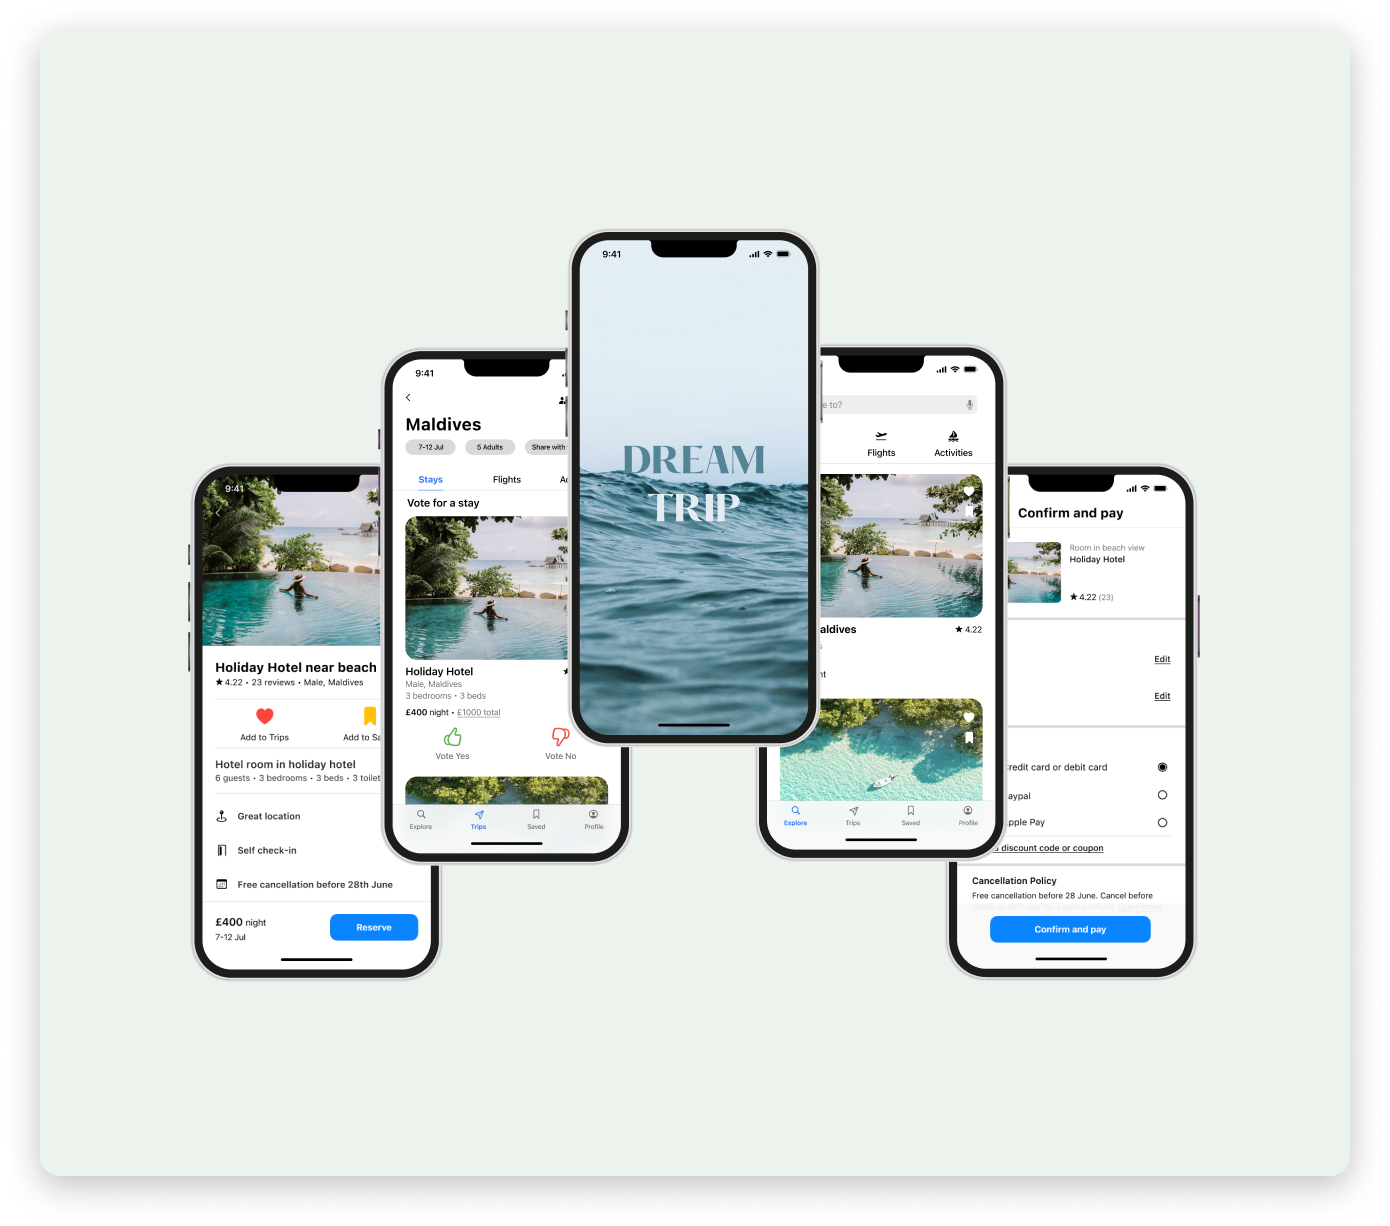 9:41
Holiday Hotel near beach
4.22 • 23 reviews • Male, Maldives
Add to Trips
Add to
Hotel room in holiday hotel
6 guests • 3 bedrooms • 3 beds • 3 toilet
Great location
Self check-in
Free cancellation before 28th June
£400 night
7-12 Jul
Reserve
9:41
Maldives
7-12 Jul
5 Adults
Share with
Stays
Flights
Vote for a stay
Holiday Hotel
Male, Maldives
3 bedrooms • 3 beds
£400 night • £1000 total
Vote Yes
Vote No
Explore
Trips
Saved
Profile
9:41
DREAM
TRIP
to?
Flights
Activities
aldives
4.22
Explore
Trips
Saved
Profile
Confirm and pay
Room in beach view
Holiday Hotel
4.22 (23)
Edit
Edit
redit card or debit card
aypal
pple Pay
discount code or coupon
Cancellation Policy
Free cancellation before 28 June. Cancel before
Confirm and pay